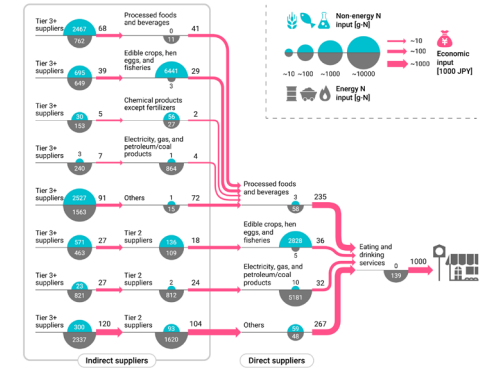 Tier 3+
suppliers
2467
762
68
Processed foods
and beverages
0
11
41
Tier 3+
suppliers
695
649
39
Edible crops, hen
eggs, and
fisheries
6441
3
29
Tier 3+
suppliers
30
153
5
Chemical products
except fertilizers
56
27
2
Tier 3+
suppliers
3
240
7
Electricity, gas, and
petroleum/coal
products
1
864
4
Tier 3+
suppliers
2527
1563
91
Others
1
15
72
Processed foods
and beverages
3
58
235
Tier 3+
suppliers
571
463
27
Tier 2
suppliers
136
109
18
Edible crops, hen
eggs, and
fisheries
2828
5
36
Tier 3+
suppliers
23
821
27
Tier 2
suppliers
2
812
24
Electricity, gas, and
petroleum/coal
products
10
5181
32
Tier 3+
suppliers
300
2337
120
Tier 2
suppliers
93
1620
104
Others
59
48
267
Eating and
drinking
services
0
139
1000
Indirect suppliers
Direct suppliers
Non-energy N
input [g-N]
~10 ~100 ~1000 ~10000
Energy N
input [g-N]
~10
~100
~1000
Economic
input
[1000 JPY]